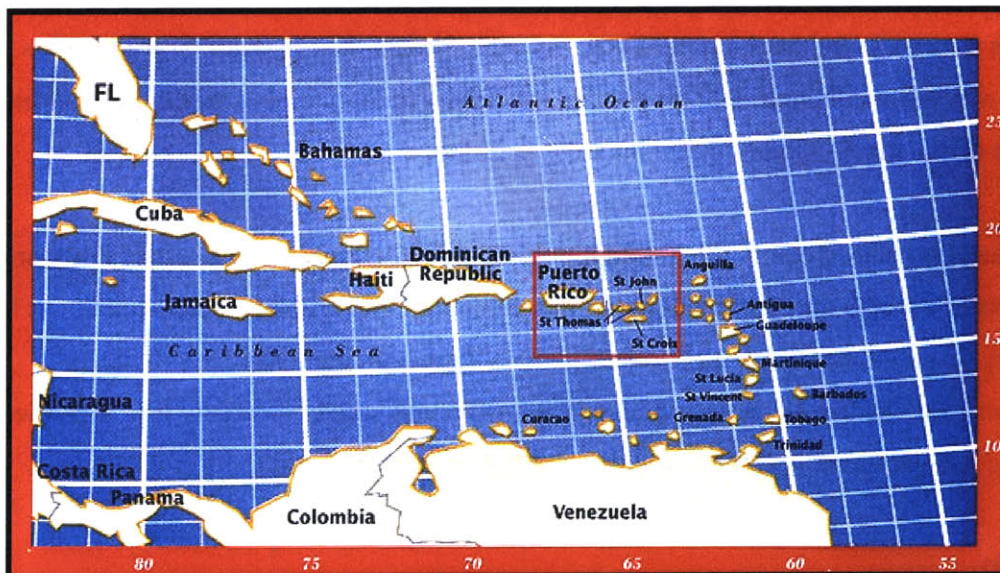 Atlantic Ocean
FL
25
Bahamas
Cuba
20
Dominican
Republic
Haiti
Puerto
Rico
Anguilla
St John
Jamaica
Antigua
St Thomas
Guadeloupe
St Croix
15
Caribbean Sea
Martinique
St Lucia
St Vincent
Barbados
Nicaragua
Curacao
Grenada
Tobago
Trinidad
10
Costa Rica
Panama
Colombia
Venezuela
80
75
70
65
60
55